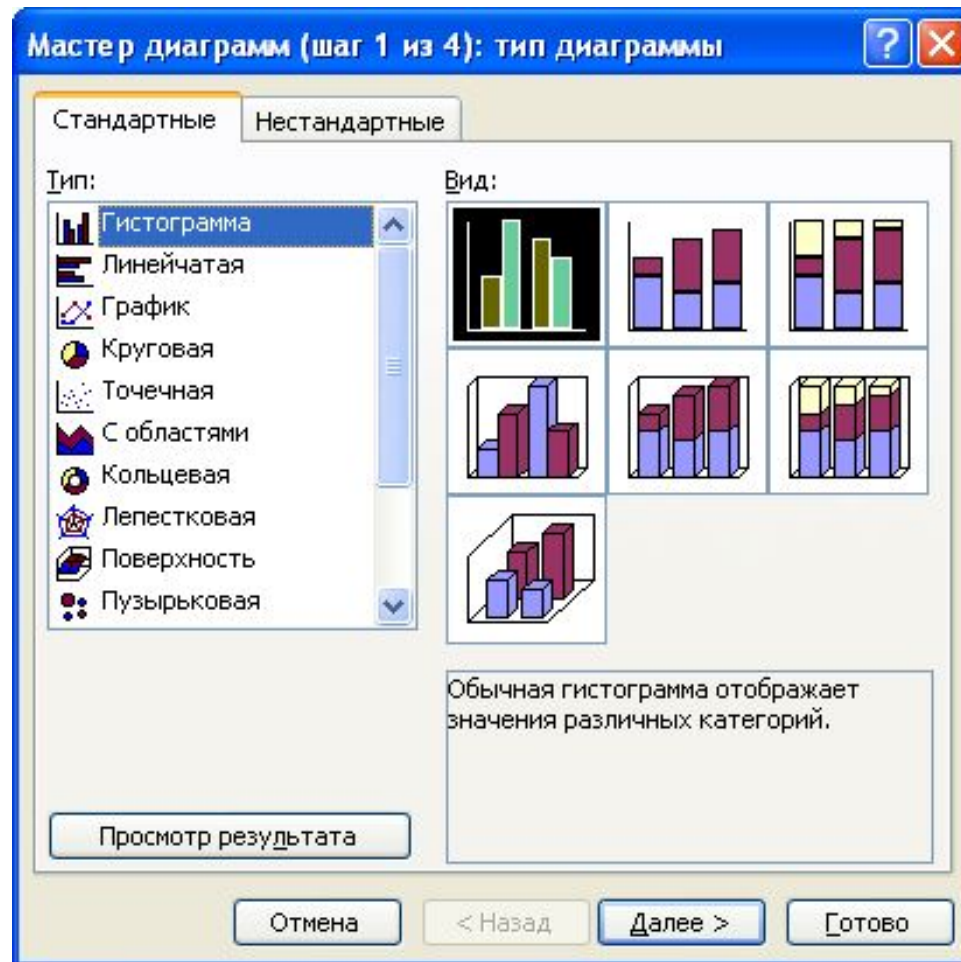 Мастер диаграмм (шаг 1 из 4): тип диаграммы
Стандартные
Нестандартные
Тип:
Гистограмма
Линейчатая
График
Круговая
Точечная
С областями
Кольцевая
Лепестковая
Поверхность
Пузырьковая
Вид:
Обычная гистограмма отображает
значения различных категорий.
Просмотр результата
Отмена
< Назад
Далее >
Готово